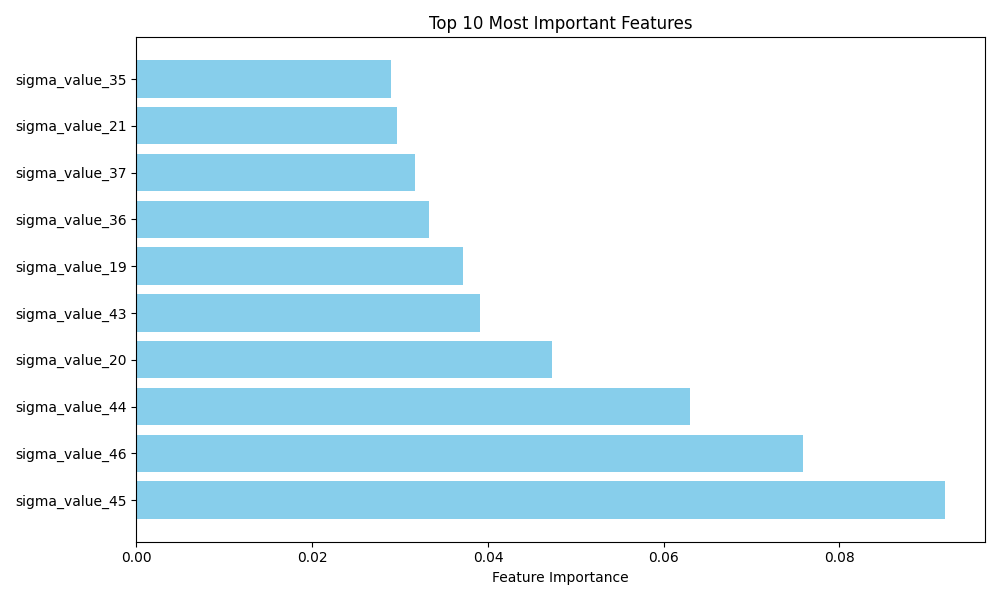 Top 10 Most Important Features
sigma_value_35
sigma_value_21
sigma_value_37
sigma_value_36
sigma_value_19
sigma_value_43
sigma_value_20
sigma_value_44
sigma_value_46
sigma_value_45
0.00 0.02 0.04 0.06 0.08
Feature Importance